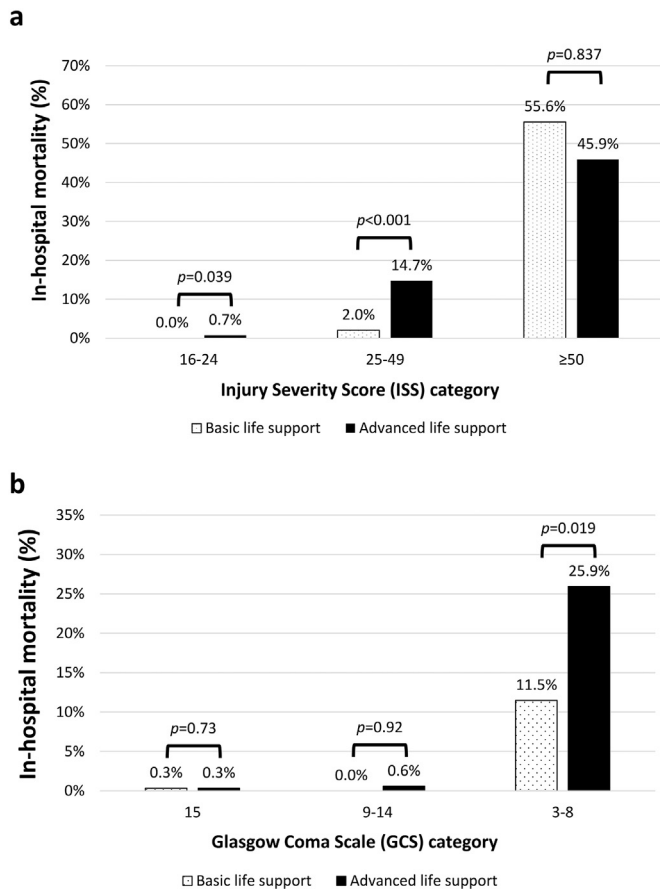 a
p=0.837
70%
60%
50%
40%
30%
20%
10%
0%
In-hospital mortality (%)
55.6%
45.9%
p<0.001
14.7%
2.0%
p=0.039
0.0%
0.7%
16-24
25-49
≥50
Injury Severity Score (ISS) category
Basic life support
Advanced life support
b
35%
30%
25%
20%
15%
10%
5%
0%
In-hospital mortality (%)
p=0.019
25.9%
11.5%
p=0.73
p=0.92
0.3%
0.3%
0.0%
0.6%
15
9-14
3-8
Glasgow Coma Scale (GCS) category
Basic life support
Advanced life support